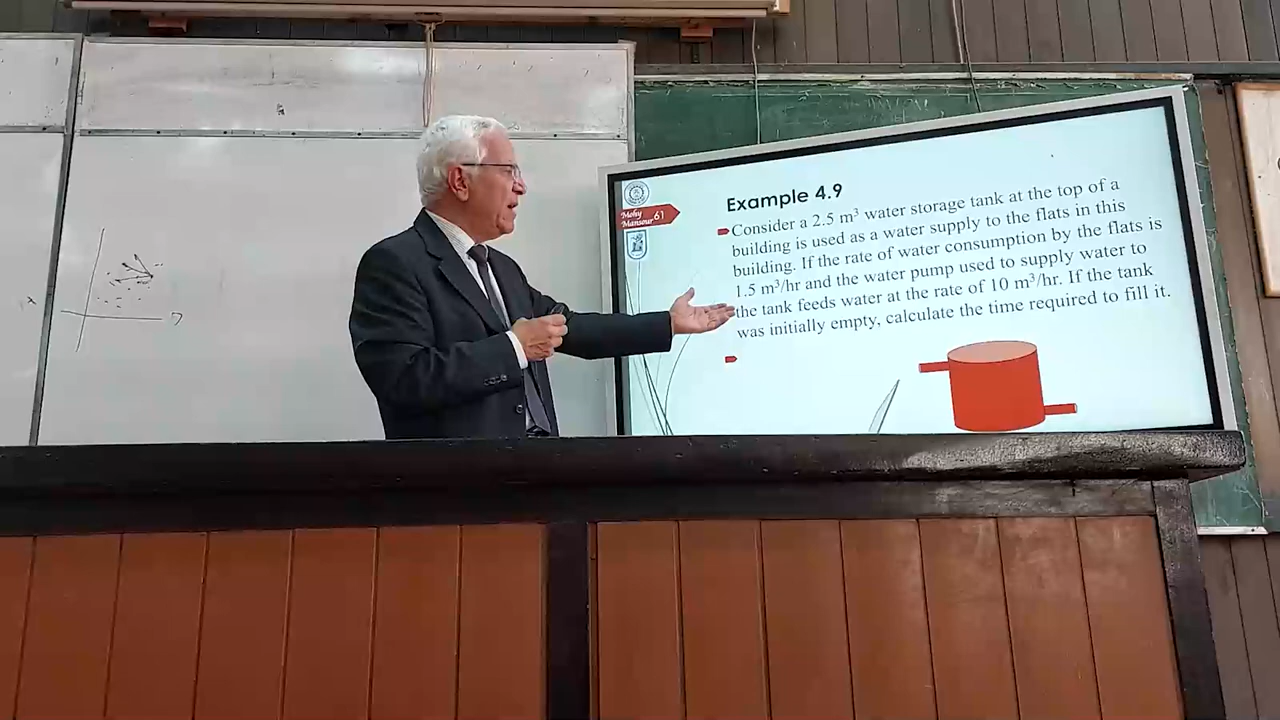 Example 4.9
Mohy
Mansour
61
Consider a 2.5 m³ water storage tank at the top of a
building is used as a water supply to the flats in this
building. If the rate of water consumption by the flats is
1.5 m³/hr and the water pump used to supply water to
the tank feeds water at the rate of 10 m³/hr. If the tank
was initially empty, calculate the time required to fill it.